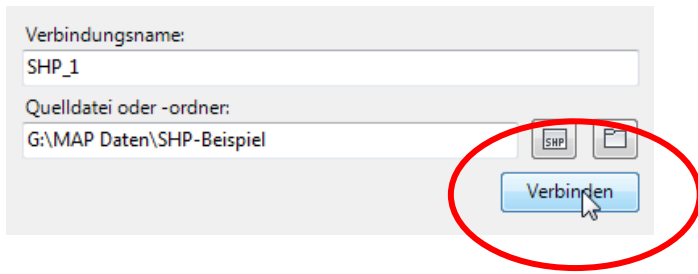 Verbindungsname:
SHP_1
Quelldatei oder -ordner:
G:\MAP Daten\SHP-Beispiel
SHP
Verbinden